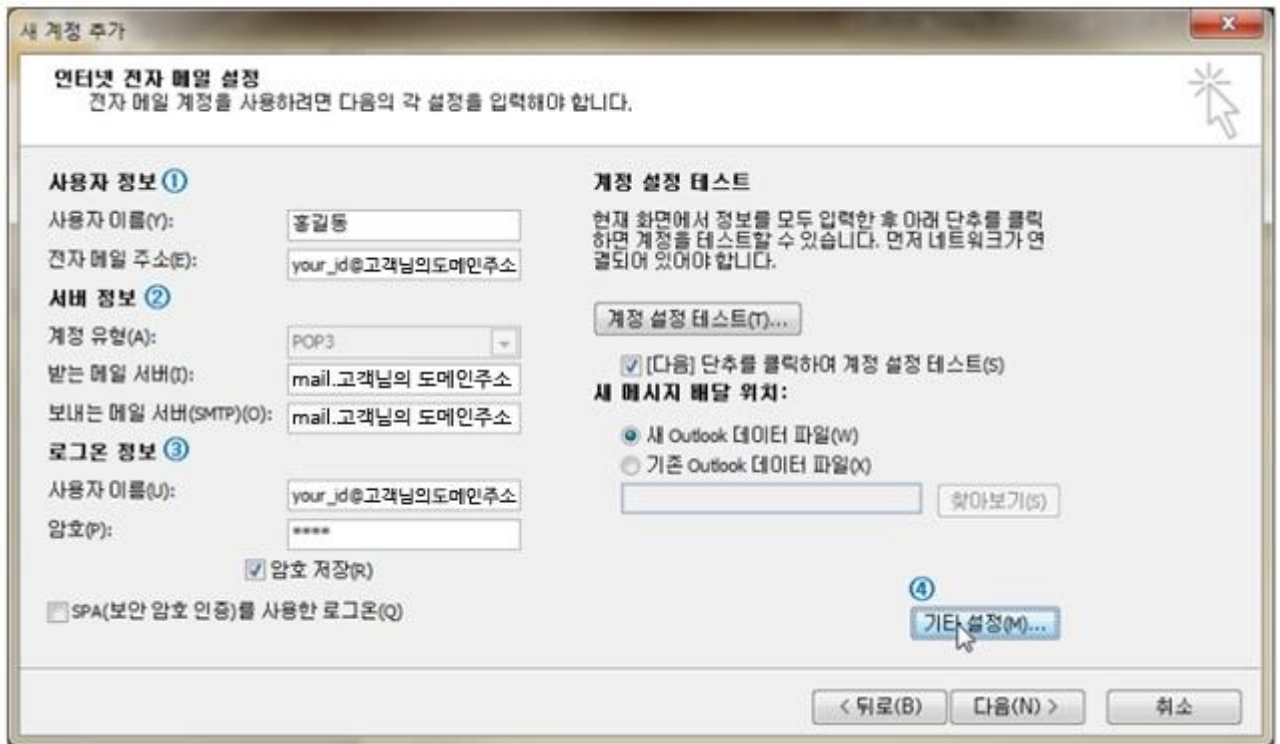 새 계정 추가
인터넷 전자 메일 설정
전자 메일 계정을 사용하려면 다음의 각 설정을 입력해야 합니다.
사용자 정보 ①
사용자 이름(Y): 홍길동
전자 메일 주소(E): your_id@고객님의도메인주소
서버 정보 ②
계정 유형(A): POP3
받는 메일 서버(I): mail.고객님의 도메인주소
보내는 메일 서버(SMTP)(O): mail.고객님의 도메인주소
로그온 정보 ③
사용자 이름(U): your_id@고객님의도메인주소
암호(P): ****
암호 저장(R)
SPA(보안 암호 인증)를 사용한 로그온(Q)
계정 설정 테스트
현재 화면에서 정보를 모두 입력한 후 아래 단추를 클릭
하면 계정을 테스트할 수 있습니다. 먼저 네트워크가 연
결되어 있어야 합니다.
계정 설정 테스트(T)...
[다음] 단추를 클릭하여 계정 설정 테스트(S)
새 메시지 배달 위치:
새 Outlook 데이터 파일(W)
기존 Outlook 데이터 파일(X)
찾아보기(S)
④
기타 설정(M)...
< 뒤로(B)
다음(N) >
취소